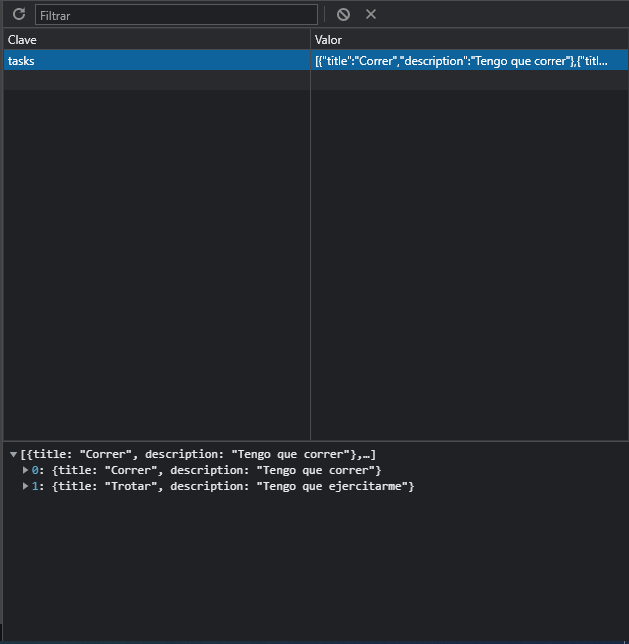 Filtrar
Clave Valor
tasks [{"title":"Correr","description":"Tengo que correr"},{"titl...
[{title: "Correr", description: "Tengo que correr"},…]
0: {title: "Correr", description: "Tengo que correr"}
1: {title: "Trotar", description: "Tengo que ejercitarme"}